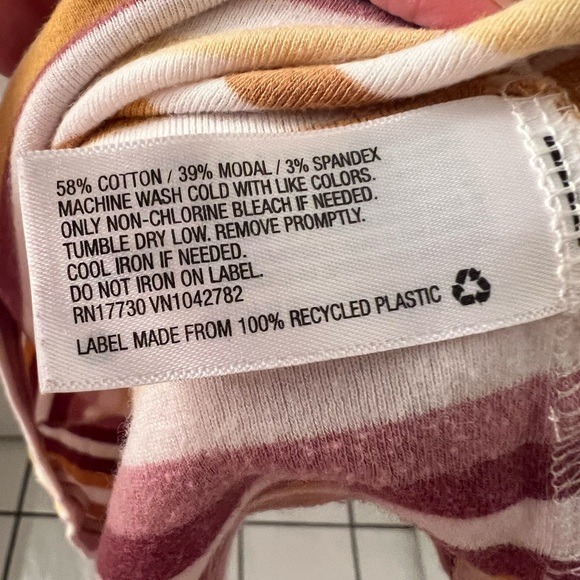 58% COTTON / 39% MODAL / 3% SPANDEX
MACHINE WASH COLD WITH LIKE COLORS.
ONLY NON-CHLORINE BLEACH IF NEEDED.
TUMBLE DRY LOW. REMOVE PROMPTLY.
COOL IRON IF NEEDED.
DO NOT IRON ON LABEL.
RN17730 VN1042782
LABEL MADE FROM 100% RECYCLED PLASTIC